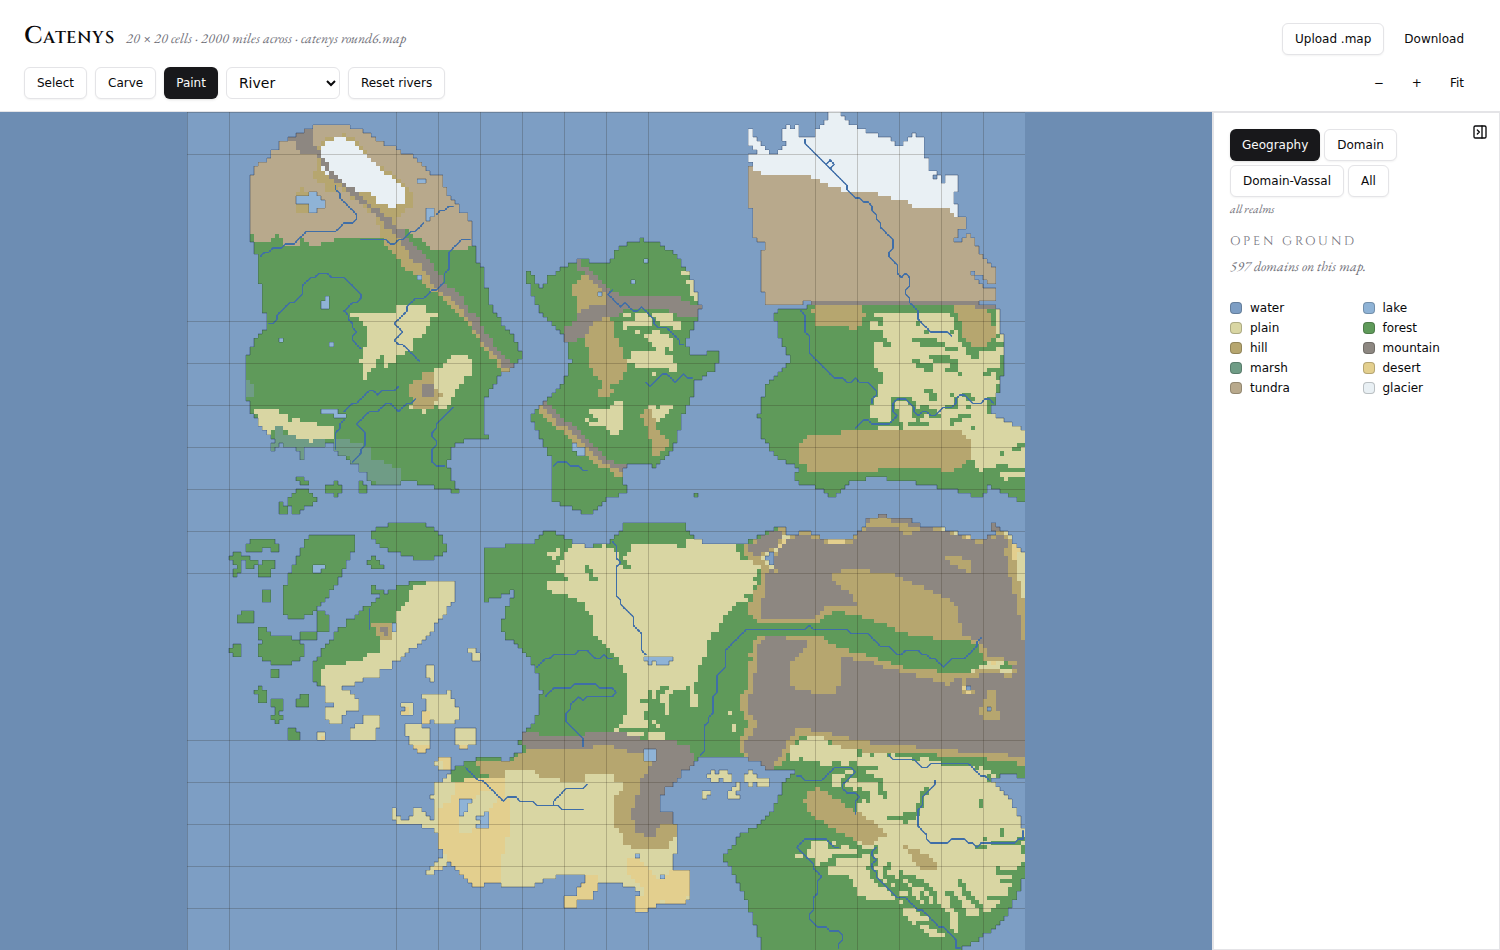 Catenys 20 × 20 cells · 2000 miles across · catenys round6.map
Upload .map Download
Select Carve Paint River Reset rivers
− + Fit
Geography Domain
Domain-Vassal All
all realms
OPEN GROUND
597 domains on this map.
water lake
plain forest
hill mountain
marsh desert
tundra glacier